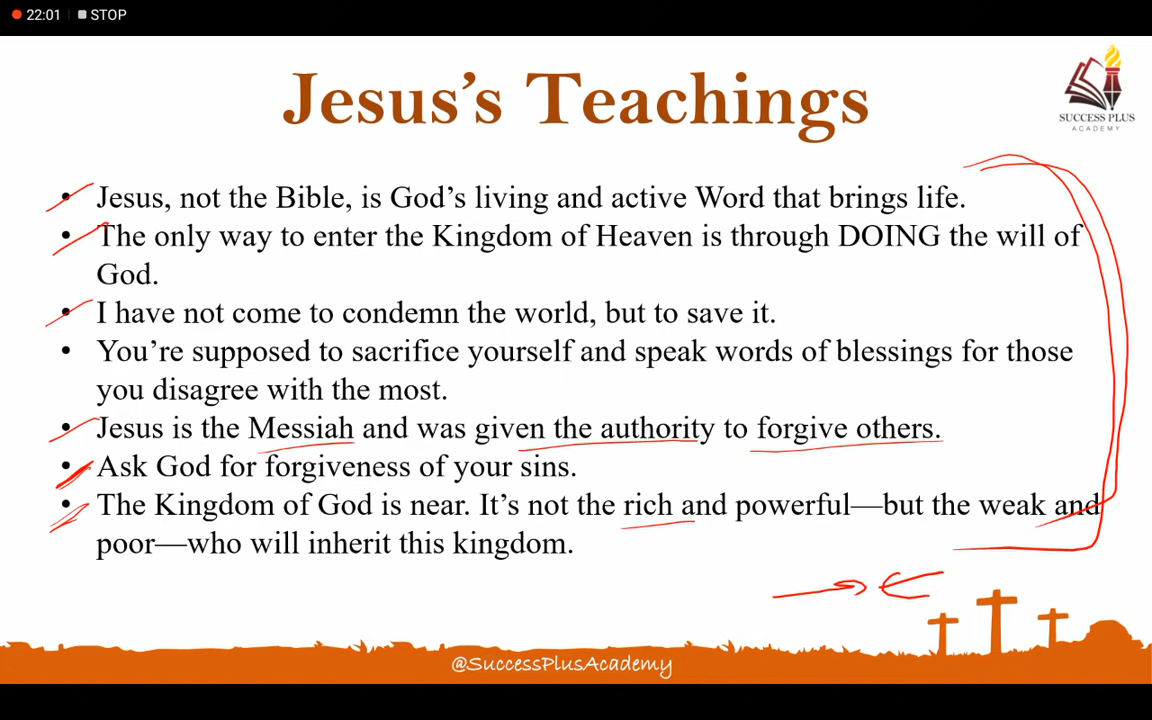 22:01 STOP
Jesus's Teachings
SUCCESS PLUS
ACADEMY
• Jesus, not the Bible, is God's living and active Word that brings life.
• The only way to enter the Kingdom of Heaven is through DOING the will of
God.
• I have not come to condemn the world, but to save it.
• You're supposed to sacrifice yourself and speak words of blessings for those
you disagree with the most.
• Jesus is the Messiah and was given the authority to forgive others.
• Ask God for forgiveness of your sins.
• The Kingdom of God is near. It's not the rich and powerful—but the weak and
poor—who will inherit this kingdom.
@SuccessPlusAcademy